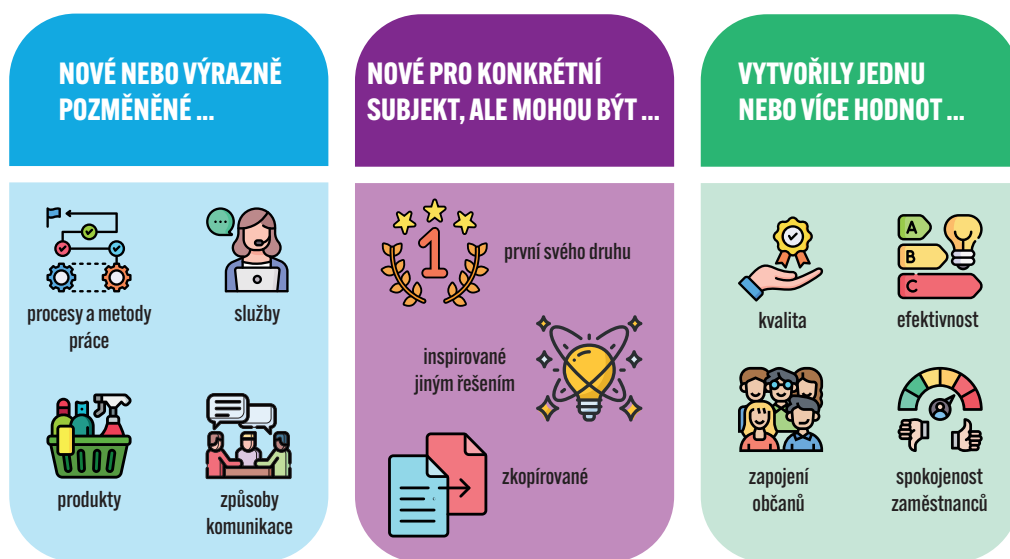 NOVÉ NEBO VÝRAZNĚ
POZMĚNĚNÉ ...
procesy a metody
práce
služby
produkty
způsoby
komunikace
NOVÉ PRO KONKRÉTNÍ
SUBJEKT, ALE MOHOU BÝT ...
1
první svého druhu
inspirované
jiným řešením
zkopírované
VYTVOŘILY JEDNU
NEBO VÍCE HODNOT ...
kvalita
A
B
C
efektivnost
zapojení
občanů
spokojenost
zaměstnanců